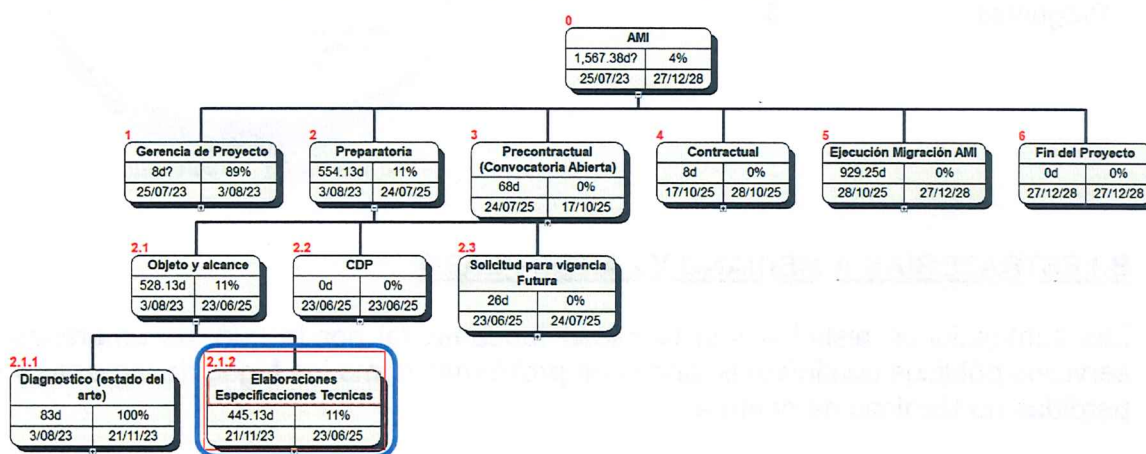 0
AMI
1,567.38d? 4%
25/07/23 27/12/28
1
Gerencia de Proyecto
8d? 89%
25/07/23 3/08/23
2
Preparatoria
554.13d 11%
3/08/23 24/07/25
3
Precontractual
(Convocatoria Abierta)
68d 0%
24/07/25 17/10/25
4
Contractual
8d 0%
17/10/25 28/10/25
5
Ejecución Migración AMI
929.25d 0%
28/10/25 27/12/28
6
Fin del Proyecto
0d 0%
27/12/28 27/12/28
2.1
Objeto y alcance
528.13d 11%
3/08/23 23/06/25
2.2
CDP
0d 0%
23/06/25 23/06/25
2.3
Solicitud para vigencia
Futura
26d 0%
23/06/25 24/07/25
2.1.1
Diagnostico (estado del
arte)
83d 100%
3/08/23 21/11/23
2.1.2
Elaboraciones
Especificaciones Tecnicas
445.13d 11%
21/11/23 23/06/25